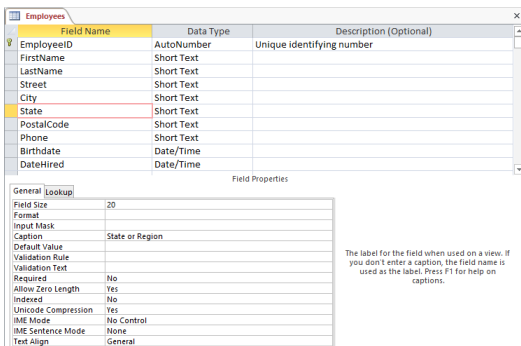 Employees
Field Name Data Type Description (Optional)
EmployeeID AutoNumber Unique identifying number
FirstName Short Text
LastName Short Text
Street Short Text
City Short Text
State Short Text
PostalCode Short Text
Phone Short Text
Birthdate Date/Time
DateHired Date/Time
Field Properties
General Lookup
Field Size 20
Format
Input Mask
Caption State or Region
Default Value
Validation Rule
Validation Text
Required No
Allow Zero Length Yes
Indexed No
Unicode Compression Yes
IME Mode No Control
IME Sentence Mode None
Text Align General
The label for the field when used on a view. If
you don't enter a caption, the field name is
used as the label. Press F1 for help on
captions.